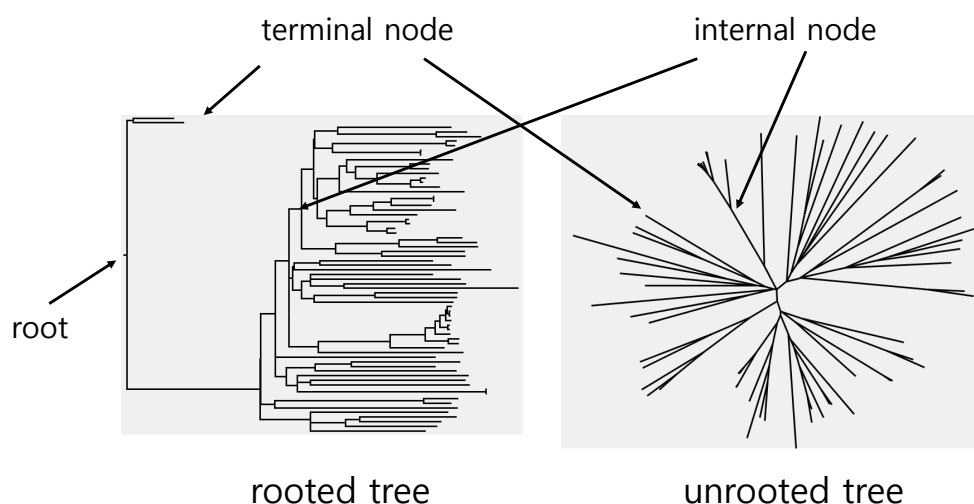 terminal node
internal node
root
rooted tree
unrooted tree